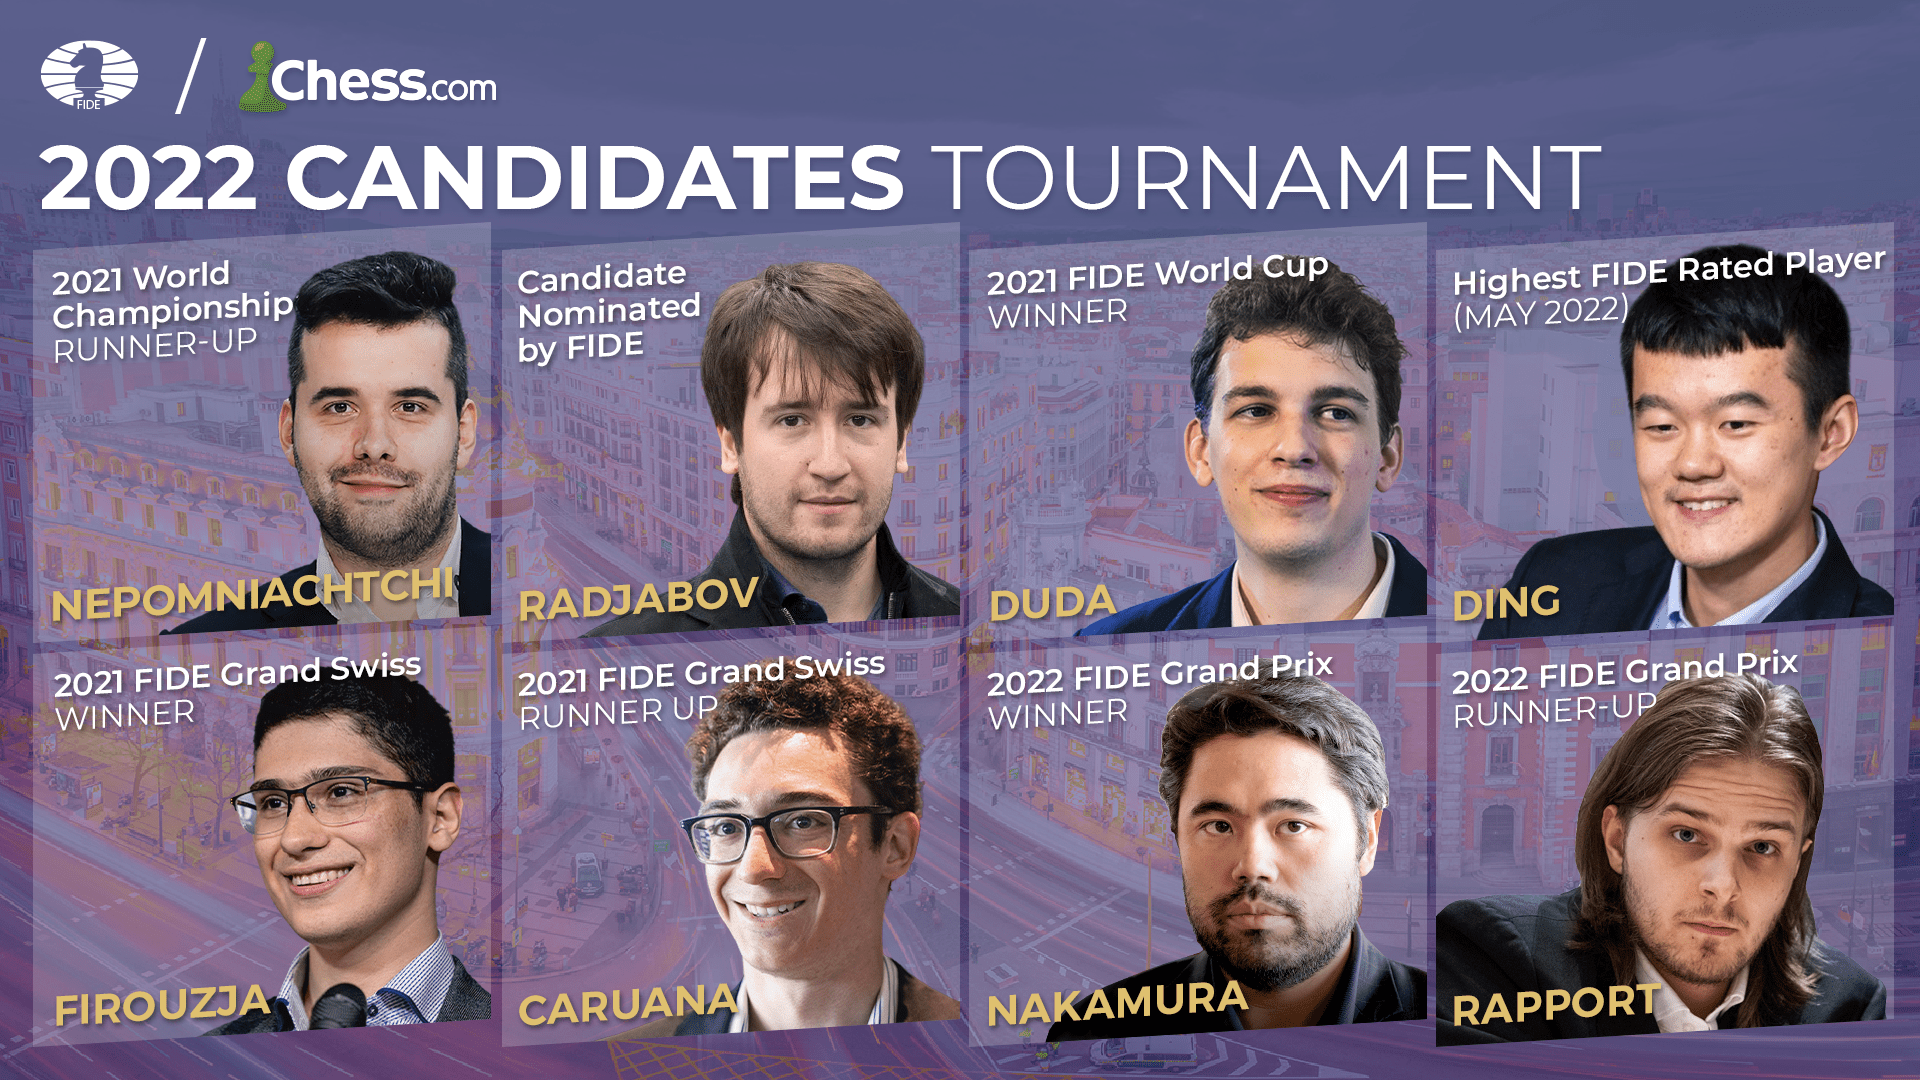 FIDE
Chess.com
2022 CANDIDATES TOURNAMENT
2021 World
Championship
RUNNER-UP
NEPOMNIACHTCHI
Candidate
Nominated
by FIDE
RADJABOV
2021 FIDE World Cup
WINNER
DUDA
Highest FIDE Rated Player
(MAY 2022)
DING
2021 FIDE Grand Swiss
WINNER
FIROUZJA
2021 FIDE Grand Swiss
RUNNER UP
CARUANA
2022 FIDE Grand Prix
WINNER
NAKAMURA
2022 FIDE Grand Prix
RUNNER-UP
RAPPORT